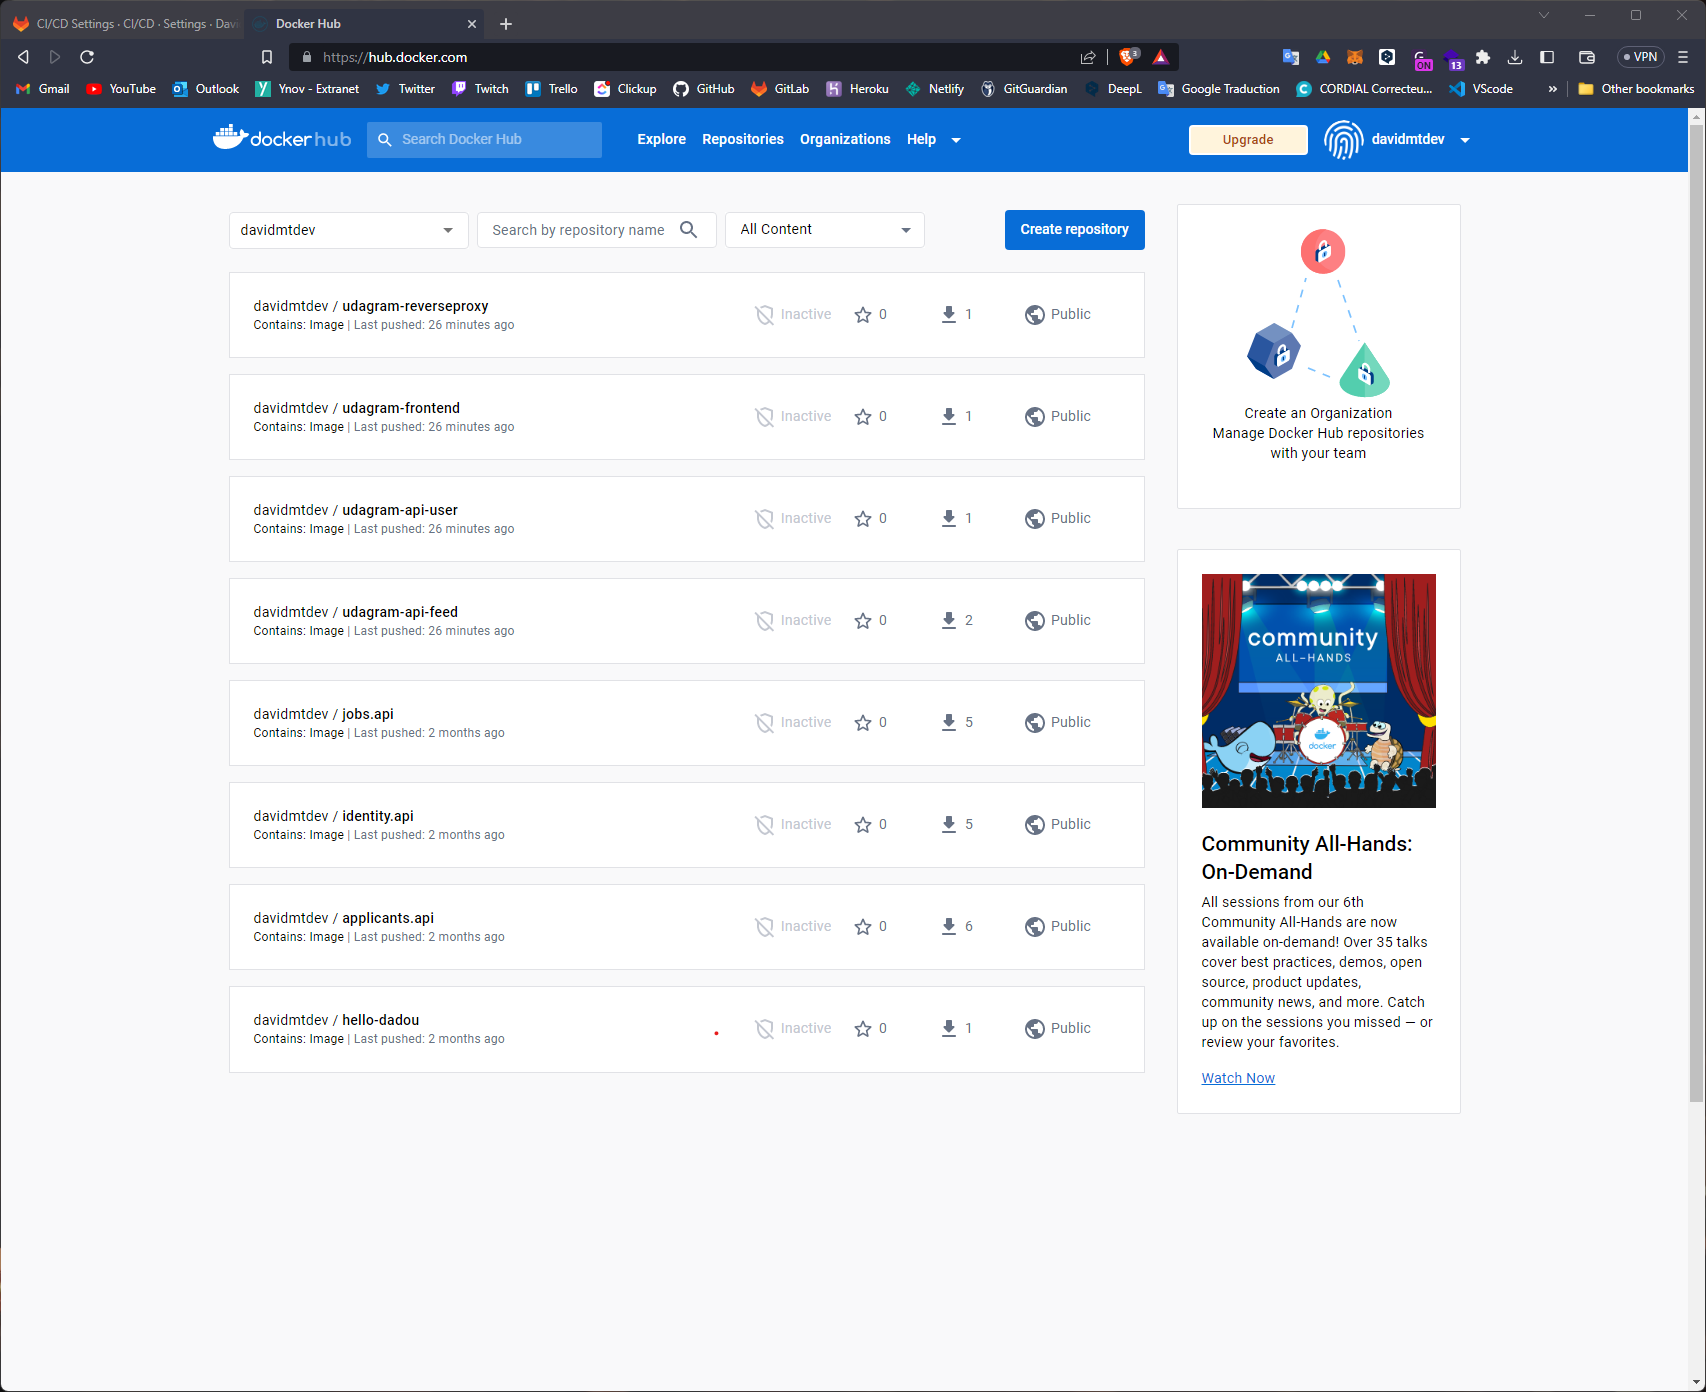 CI/CD Settings · CI/CD · Settings · Davi
Docker Hub
https://hub.docker.com
3
ON
13
VPN
Gmail
YouTube
Outlook
Ynov - Extranet
Twitter
Twitch
Trello
Clickup
GitHub
GitLab
Heroku
Netlify
GitGuardian
DeepL
Google Traduction
CORDIAL Correcteu...
VScode
»
Other bookmarks
docker hub
Search Docker Hub
Explore
Repositories
Organizations
Help
Upgrade
davidmtdev
davidmtdev
Search by repository name
All Content
Create repository
davidmtdev / udagram-reverseproxy
Contains: Image | Last pushed: 26 minutes ago
Inactive
0
1
Public
davidmtdev / udagram-frontend
Contains: Image | Last pushed: 26 minutes ago
Inactive
0
1
Public
davidmtdev / udagram-api-user
Contains: Image | Last pushed: 26 minutes ago
Inactive
0
1
Public
davidmtdev / udagram-api-feed
Contains: Image | Last pushed: 26 minutes ago
Inactive
0
2
Public
davidmtdev / jobs.api
Contains: Image | Last pushed: 2 months ago
Inactive
0
5
Public
davidmtdev / identity.api
Contains: Image | Last pushed: 2 months ago
Inactive
0
5
Public
davidmtdev / applicants.api
Contains: Image | Last pushed: 2 months ago
Inactive
0
6
Public
davidmtdev / hello-dadou
Contains: Image | Last pushed: 2 months ago
Inactive
0
1
Public
Create an Organization
Manage Docker Hub repositories
with your team
community
ALL-HANDS
docker
Community All-Hands:
On-Demand
All sessions from our 6th
Community All-Hands are now
available on-demand! Over 35 talks
cover best practices, demos, open
source, product updates,
community news, and more. Catch
up on the sessions you missed — or
review your favorites.
Watch Now